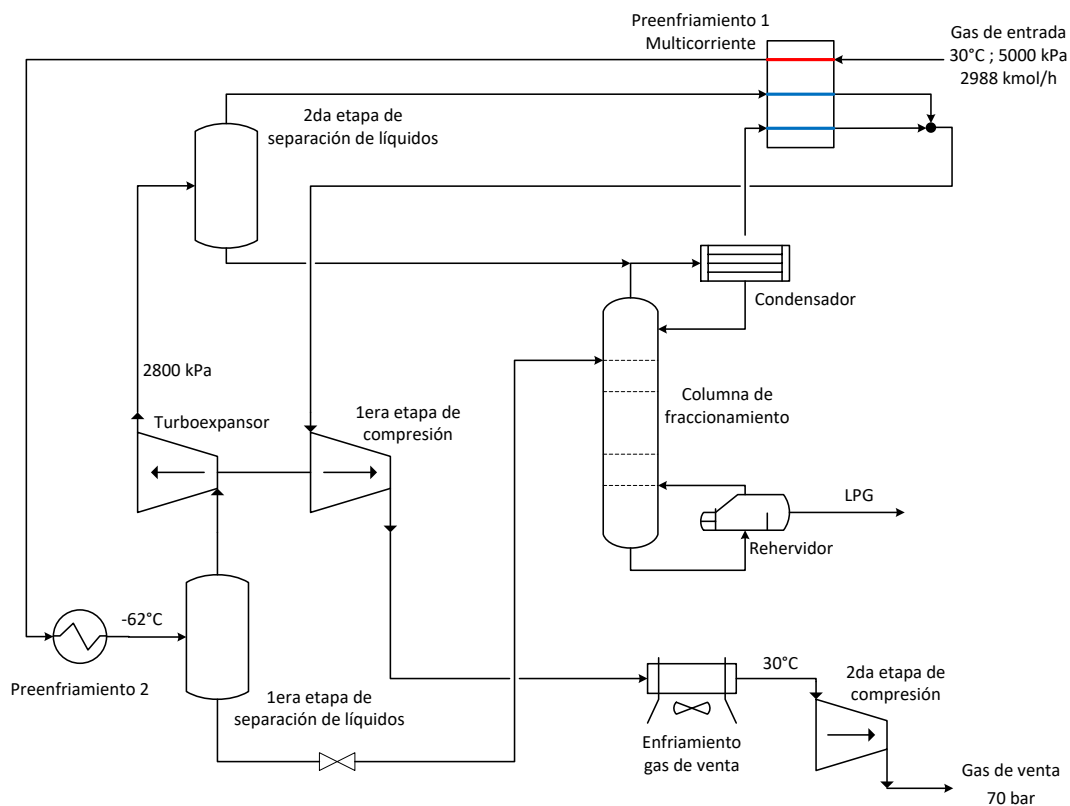 Preenfriamiento 1
Multicorriente
Gas de entrada
30°C ; 5000 kPa
2988 kmol/h
2da etapa de
separación de líquidos
Condensador
2800 kPa
Turboexpansor
1era etapa de
compresión
Columna de
fraccionamiento
LPG
Rehervidor
-62°C
Preenfriamiento 2
1era etapa de
separación de líquidos
30°C
2da etapa de
compresión
Enfriamiento
gas de venta
Gas de venta
70 bar